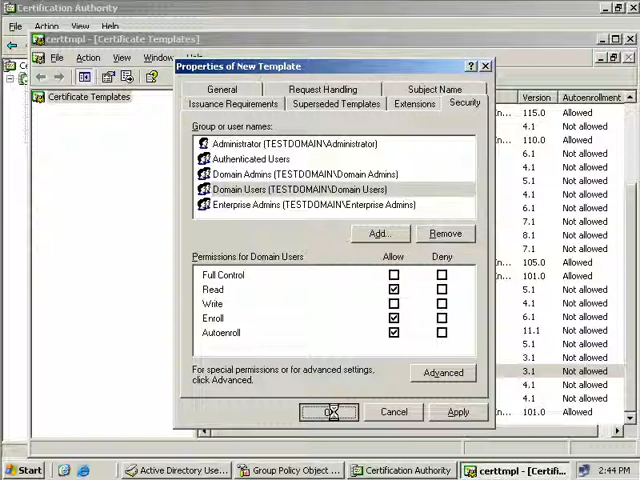 Certification Authority
File Action View Help
certtmpl - [Certificate Templates]
File Action View Window Help
Properties of New Template
General Request Handling Subject Name
Issuance Requirements Superseded Templates Extensions Security
Certificate Templates
Version Autoenrollment
Group or user names:
Administrator (TESTDOMAIN\Administrator)
Authenticated Users
Domain Admins (TESTDOMAIN\Domain Admins)
Domain Users (TESTDOMAIN\Domain Users)
Enterprise Admins (TESTDOMAIN\Enterprise Admins)
Add... Remove
Permissions for Domain Users Allow Deny
Full Control
Read
Write
Enroll
Autoenroll
For special permissions or for advanced settings,
click Advanced.
Advanced
Cancel Apply
115.0 Allowed
4.1 Not allowed
110.0 Allowed
6.1 Not allowed
4.1 Not allowed
5.1 Not allowed
4.1 Not allowed
7.1 Not allowed
8.1 Not allowed
7.1 Not allowed
105.0 Allowed
101.0 Allowed
5.1 Not allowed
4.1 Not allowed
6.1 Not allowed
11.1 Not allowed
5.1 Not allowed
3.1 Not allowed
3.1 Not allowed
4.1 Not allowed
4.1 Not allowed
101.0 Allowed
Start Active Directory Use... Group Policy Object ... Certification Authority certtmpl - [Certifi... 2:44 PM